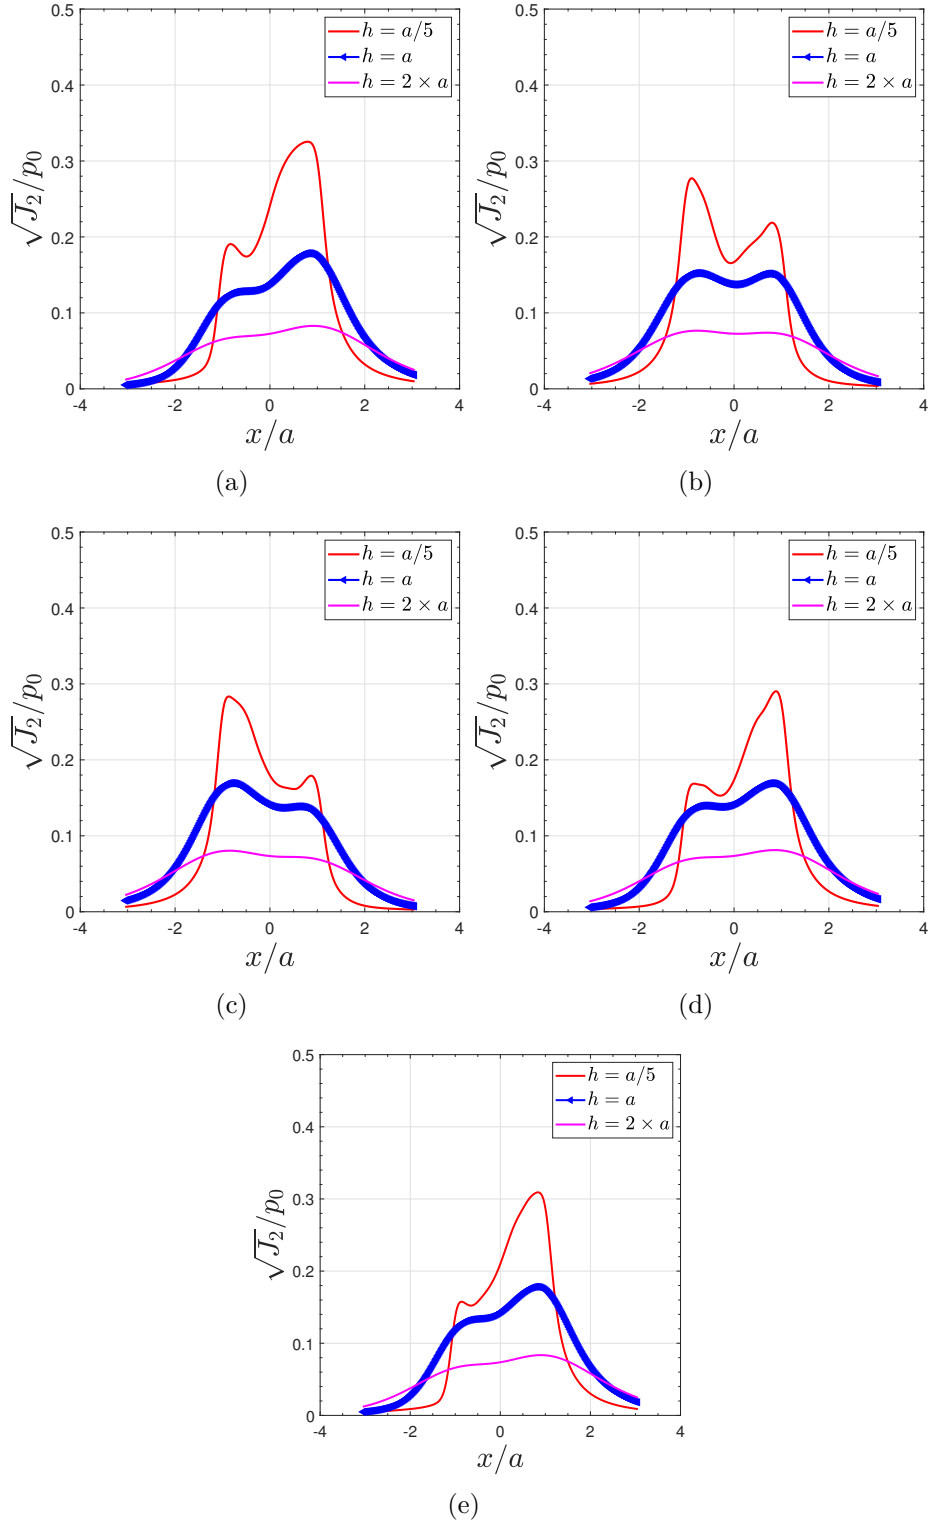 0.5
0.4
0.3
0.2
0.1
0
-4 -2 0 2 4
√J₂/p₀
x/a
h = a/5
h = a
h = 2 × a
(a)
0.5
0.4
0.3
0.2
0.1
0
-4 -2 0 2 4
√J₂/p₀
x/a
h = a/5
h = a
h = 2 × a
(b)
0.5
0.4
0.3
0.2
0.1
0
-4 -2 0 2 4
√J₂/p₀
x/a
h = a/5
h = a
h = 2 × a
(c)
0.5
0.4
0.3
0.2
0.1
0
-4 -2 0 2 4
√J₂/p₀
x/a
h = a/5
h = a
h = 2 × a
(d)
0.5
0.4
0.3
0.2
0.1
0
-4 -2 0 2 4
√J₂/p₀
x/a
h = a/5
h = a
h = 2 × a
(e)